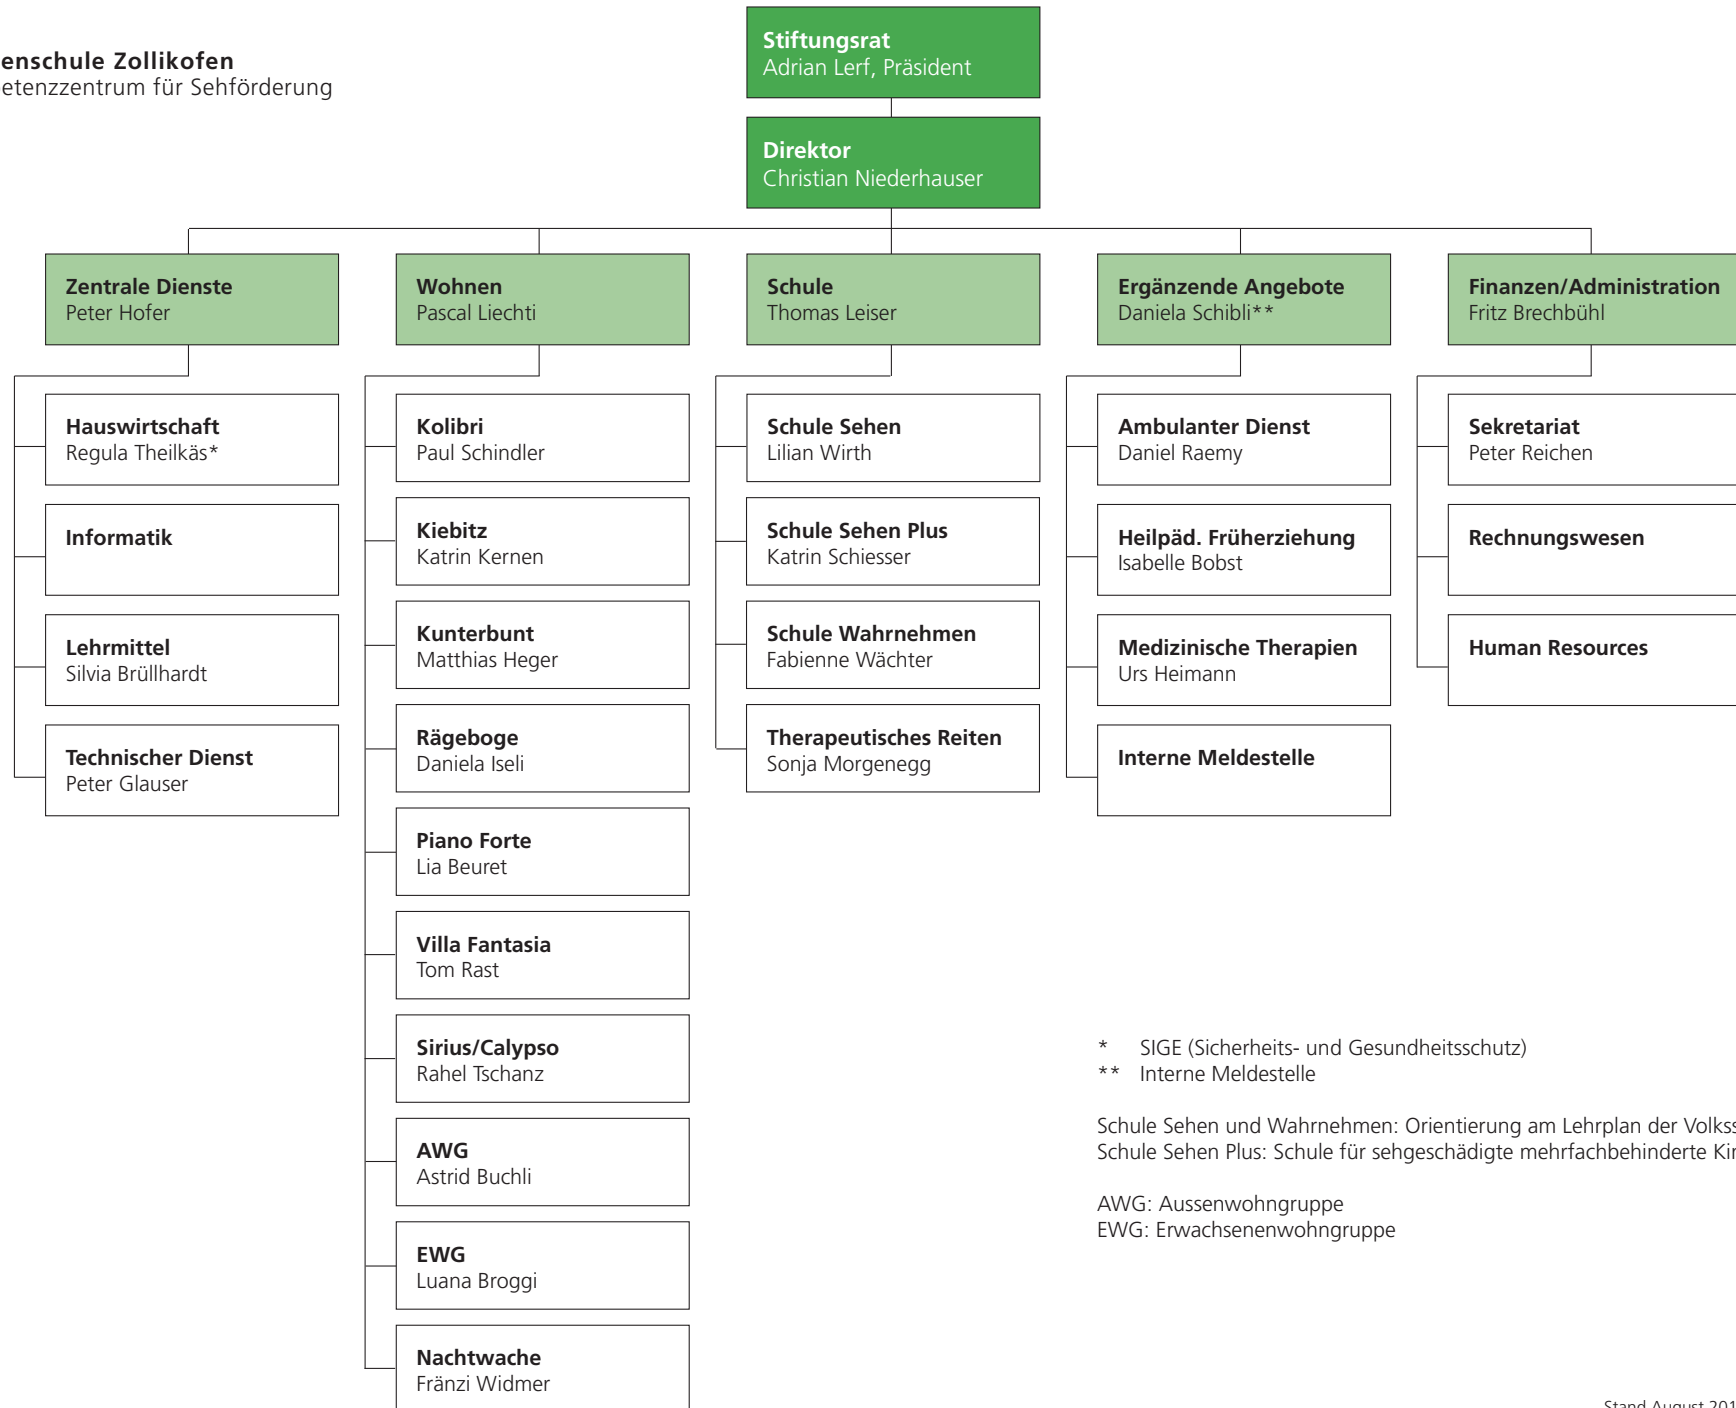 enschule Zollikofen
etenzzentrum für Sehförderung
Stiftungsrat
Adrian Lerf, Präsident
Direktor
Christian Niederhauser
Zentrale Dienste
Peter Hofer
Hauswirtschaft
Regula Theilkäs*
Informatik
Lehrmittel
Silvia Brüllhardt
Technischer Dienst
Peter Glauser
Wohnen
Pascal Liechti
Kolibri
Paul Schindler
Kiebitz
Katrin Kernen
Kunterbunt
Matthias Heger
Rägeboge
Daniela Iseli
Piano Forte
Lia Beuret
Villa Fantasia
Tom Rast
Sirius/Calypso
Rahel Tschanz
AWG
Astrid Buchli
EWG
Luana Broggi
Nachtwache
Fränzi Widmer
Schule
Thomas Leiser
Schule Sehen
Lilian Wirth
Schule Sehen Plus
Katrin Schiesser
Schule Wahrnehmen
Fabienne Wächter
Therapeutisches Reiten
Sonja Morgenegg
Ergänzende Angebote
Daniela Schibli**
Ambulanter Dienst
Daniel Raemy
Heilpäd. Früherziehung
Isabelle Bobst
Medizinische Therapien
Urs Heimann
Interne Meldestelle
Finanzen/Administration
Fritz Brechbühl
Sekretariat
Peter Reichen
Rechnungswesen
Human Resources
* SIGE (Sicherheits- und Gesundheitsschutz)
** Interne Meldestelle
Schule Sehen und Wahrnehmen: Orientierung am Lehrplan der Volkss
Schule Sehen Plus: Schule für sehgeschädigte mehrfachbehinderte Kin
AWG: Aussenwohngruppe
EWG: Erwachsenenwohngruppe
Stand August 201